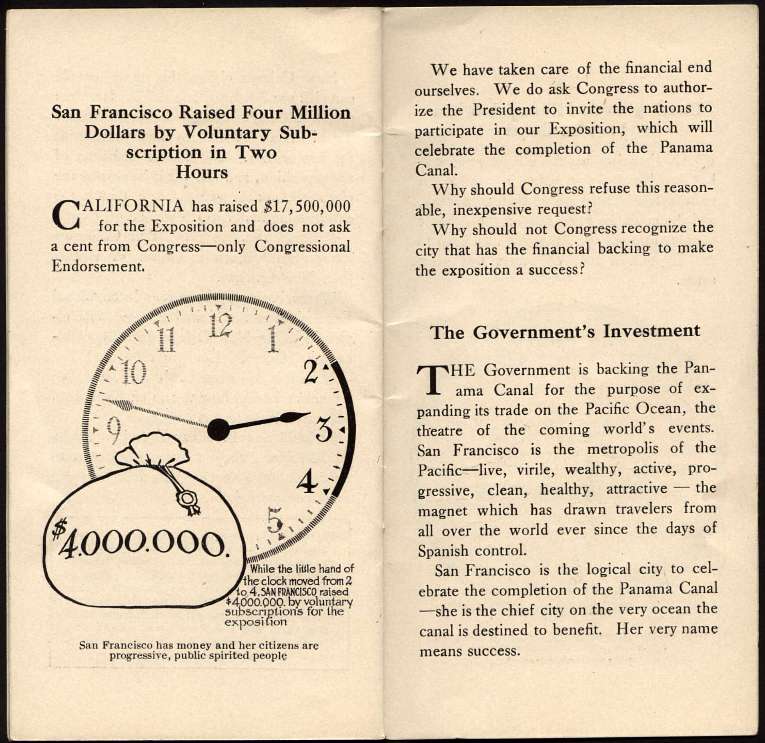 San Francisco Raised Four Million
Dollars by Voluntary Sub-
scription in Two
Hours
CALIFORNIA has raised $17,500,000
for the Exposition and does not ask
a cent from Congress—only Congressional
Endorsement.
11 12 1
10 2
9 3
4
5
$4.000.000.
While the little hand of
the clock moved from 2
to 4, SAN FRANCISCO raised
$4,000,000. by voluntary
subscriptions for the
exposition
San Francisco has money and her citizens are
progressive, public spirited people
We have taken care of the financial end
ourselves. We do ask Congress to author-
ize the President to invite the nations to
participate in our Exposition, which will
celebrate the completion of the Panama
Canal.
Why should Congress refuse this reason-
able, inexpensive request?
Why should not Congress recognize the
city that has the financial backing to make
the exposition a success?
The Government's Investment
THE Government is backing the Pan-
ama Canal for the purpose of ex-
panding its trade on the Pacific Ocean, the
theatre of the coming world's events.
San Francisco is the metropolis of the
Pacific—live, virile, wealthy, active, pro-
gressive, clean, healthy, attractive — the
magnet which has drawn travelers from
all over the world ever since the days of
Spanish control.
San Francisco is the logical city to cel-
ebrate the completion of the Panama Canal
—she is the chief city on the very ocean the
canal is destined to benefit. Her very name
means success.